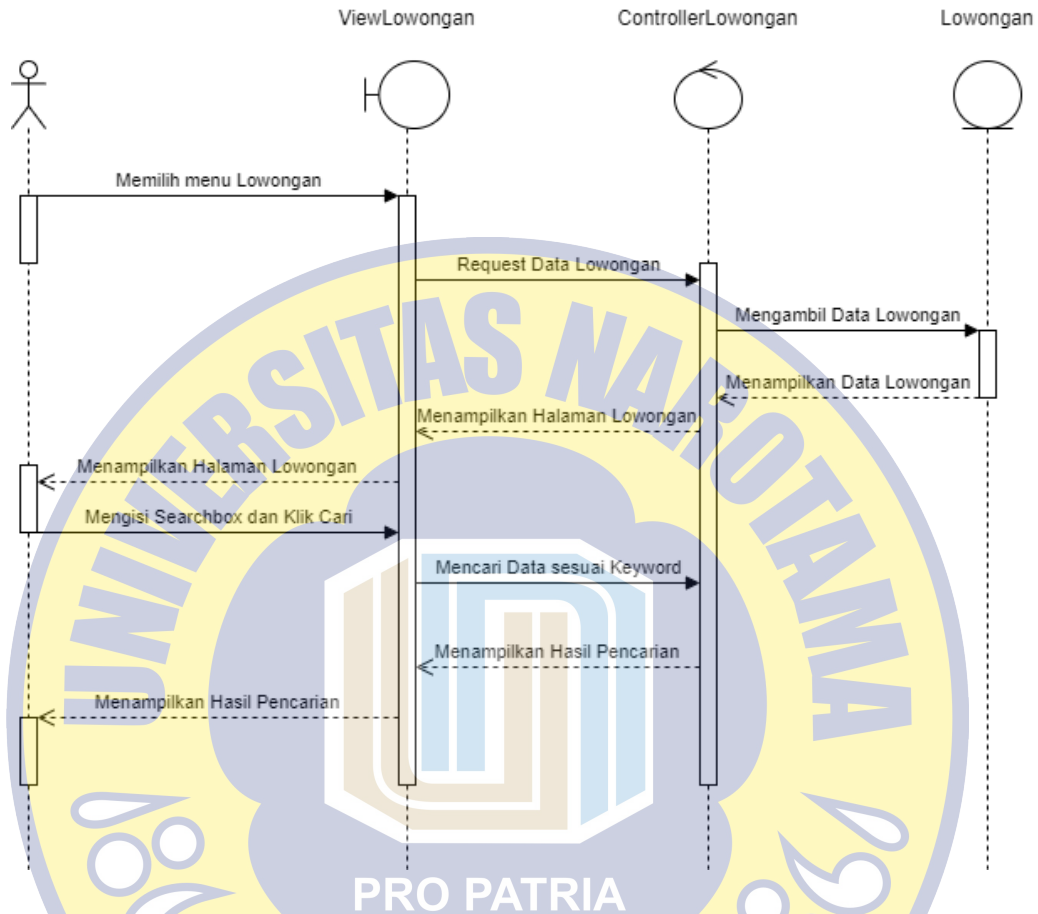 ViewLowongan
ControllerLowongan
Lowongan
Memilih menu Lowongan
Request Data Lowongan
Mengambil Data Lowongan
Menampilkan Data Lowongan
Menampilkan Halaman Lowongan
Menampilkan Halaman Lowongan
Mengisi Searchbox dan Klik Cari
Mencari Data sesuai Keyword
Menampilkan Hasil Pencarian
Menampilkan Hasil Pencarian
UNIVERSITAS NAROTAMA
PRO PATRIA